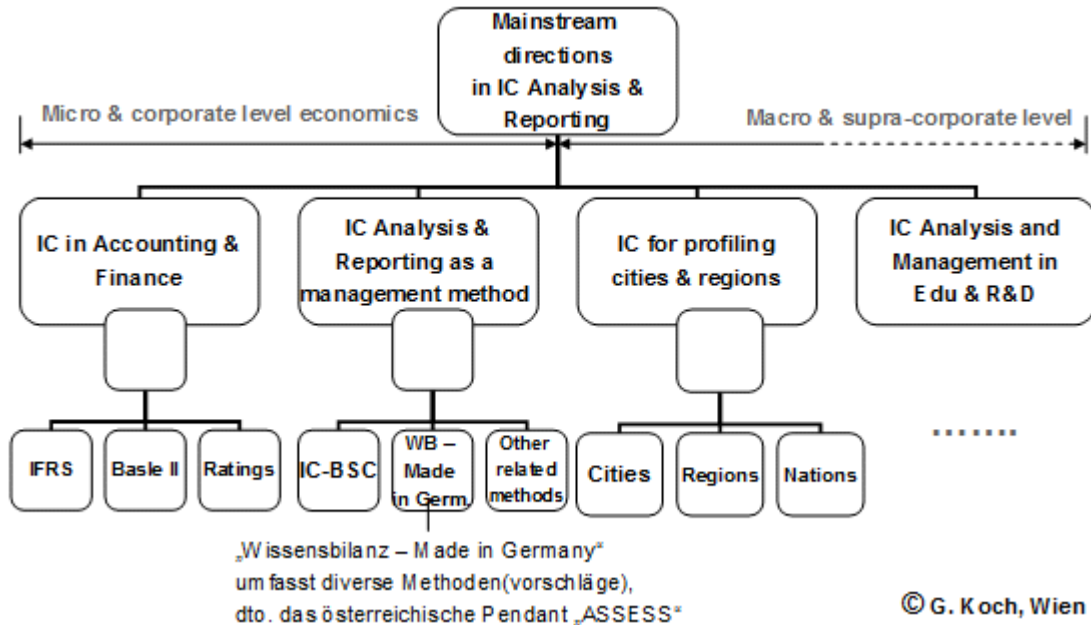 Mainstream
directions
in IC Analysis &
Reporting
Micro & corporate level economics
Macro & supra-corporate level
IC in Accounting &
Finance
IC Analysis &
Reporting as a
management method
IC for profiling
cities & regions
IC Analysis and
Management in
Edu & R&D
IFRS
Basle II
Ratings
IC-BSC
WB –
Made
in Germ.
Other
related
methods
Cities
Regions
Nations
.......
„Wissensbilanz – Made in Germany“
um fasst diverse Methoden(vorschläge),
dto. das österreichische Pendant „ASSESS“
© G. Koch, Wien